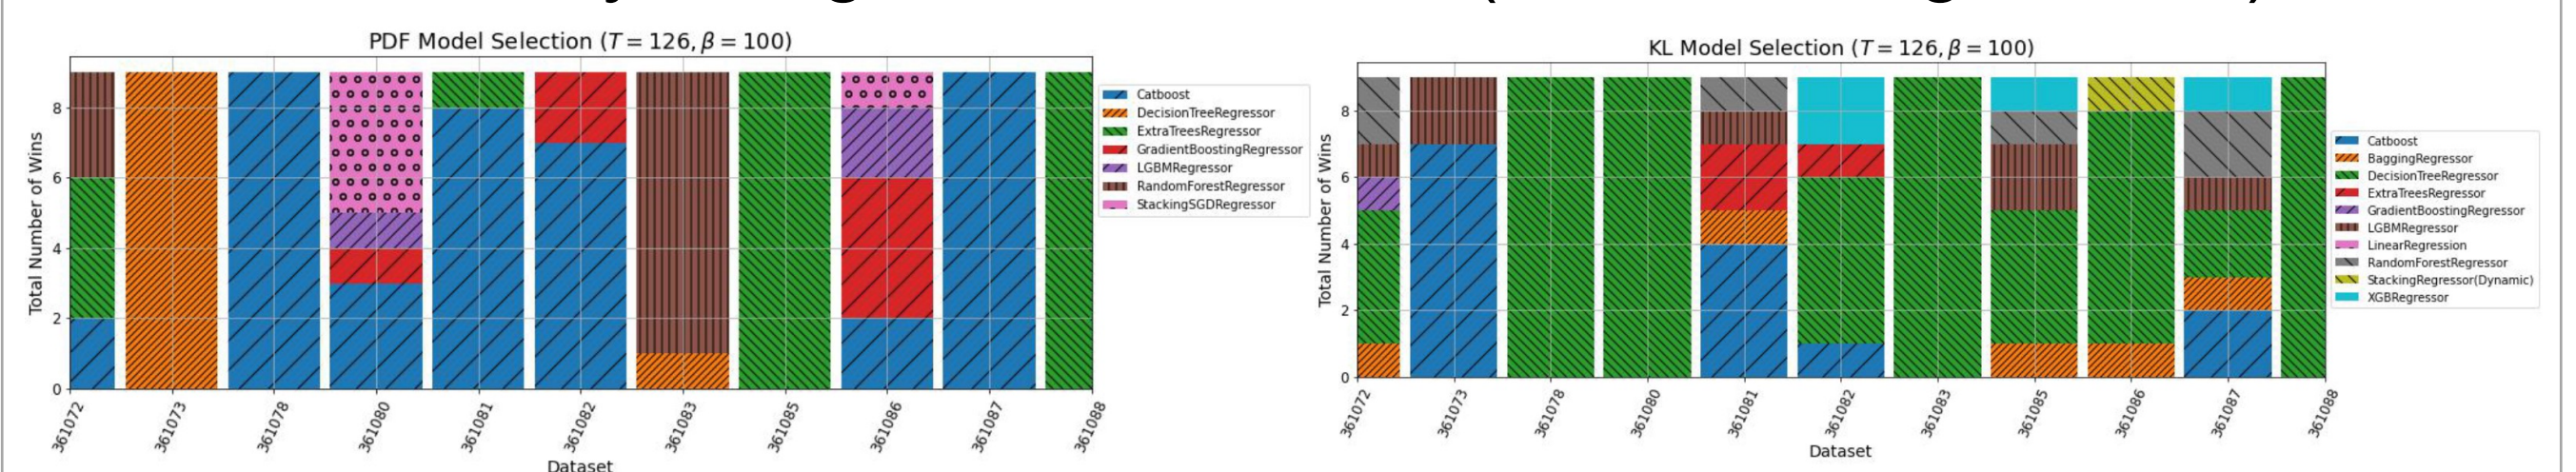 PDF Model Selection (T = 126, β = 100)
Total Number of Wins
8
6
4
2
0
361072
361073
361078
361080
361081
361082
361083
361085
361086
361087
361088
Dataset
Catboost
DecisionTreeRegressor
ExtraTreesRegressor
GradientBoostingRegressor
LGBMRegressor
RandomForestRegressor
StackingSGDRegressor
KL Model Selection (T = 126, β = 100)
Total Number of Wins
8
6
4
2
0
361072
361073
361078
361080
361081
361082
361083
361085
361086
361087
361088
Dataset
Catboost
BaggingRegressor
DecisionTreeRegressor
ExtraTreesRegressor
GradientBoostingRegressor
LGBMRegressor
LinearRegression
RandomForestRegressor
StackingRegressor(Dynamic)
XGBRegressor